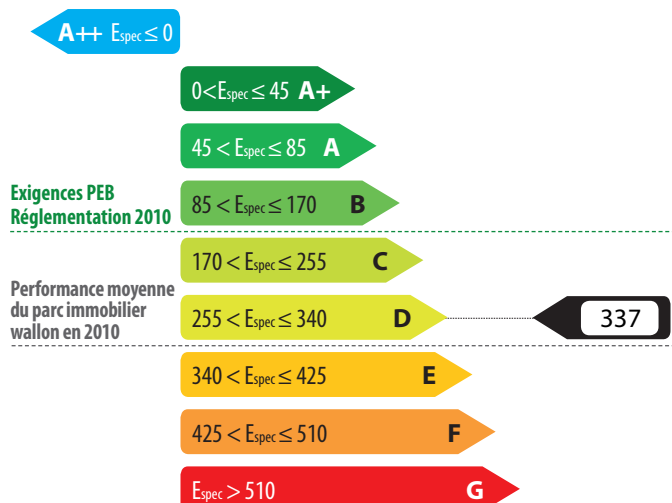 A++ Espec ≤ 0
0<Espec ≤ 45 A+
45 < Espec ≤ 85 A
Exigences PEB
Réglementation 2010
85 < Espec ≤ 170 B
170 < Espec ≤ 255 C
Performance moyenne
du parc immobilier
wallon en 2010
255 < Espec ≤ 340 D
337
340 < Espec ≤ 425 E
425 < Espec ≤ 510 F
Espec > 510 G